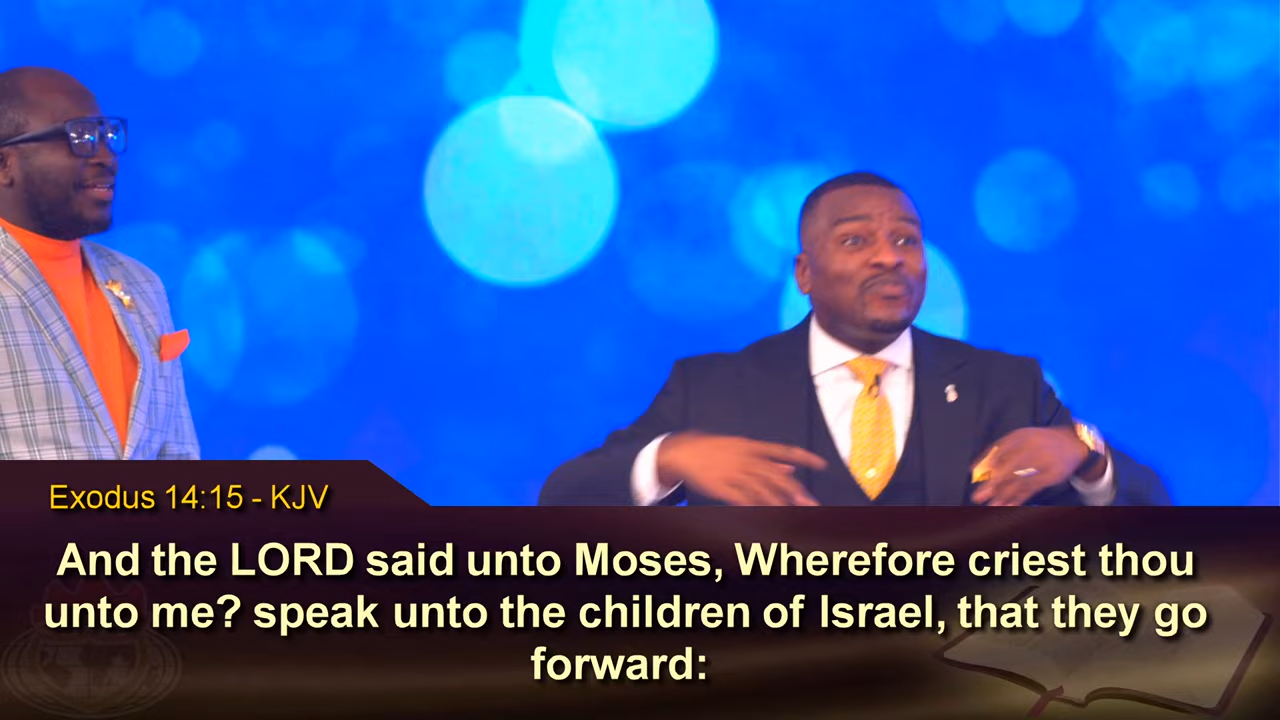 Exodus 14:15 - KJV
And the LORD said unto Moses, Wherefore criest thou
unto me? speak unto the children of Israel, that they go
forward: